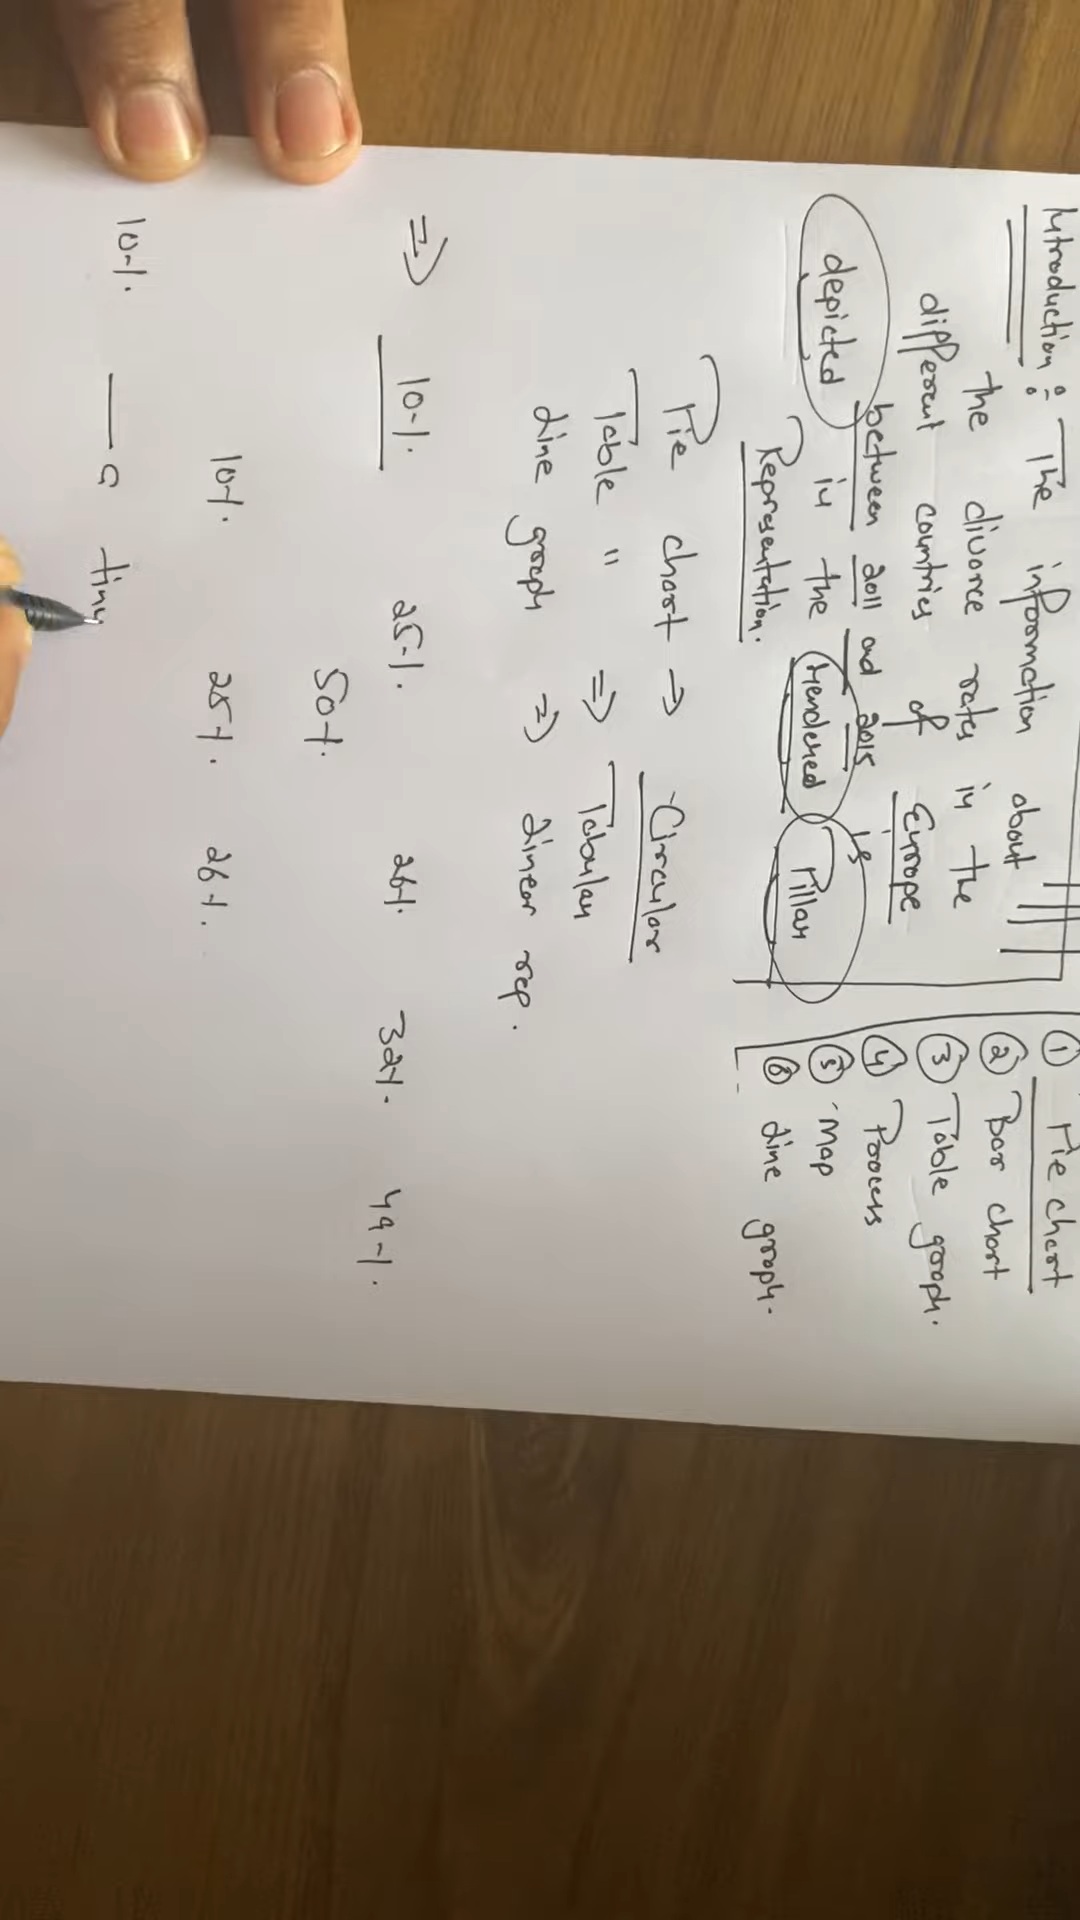 Introduction :- The information about
the divorce rates in the
different countries of Europe
between 2011 and 2015 is
depicted in the rendered Pillar
Representation.
Pie chart → Circular
Table " ⇒ Tabular
Line graph ⇒ Linear rep.
① Pie chart
② Bar chart
③ Table graph.
④ Process
⑤ Map
⑥ Line graph.
⇒ 10%. 25%. 26%. 32%. 49%.
50%.
10%. 25%. 26%.
10%. — a tiny